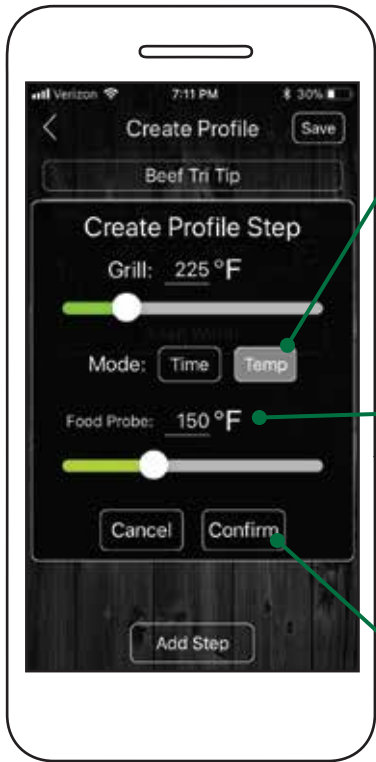 Verizon 7:11 PM 30%
Create Profile Save
Beef Tri Tip
Create Profile Step
Grill: 225 °F
Mode: Time Temp
Food Probe: 150 °F
Cancel Confirm
Add Step